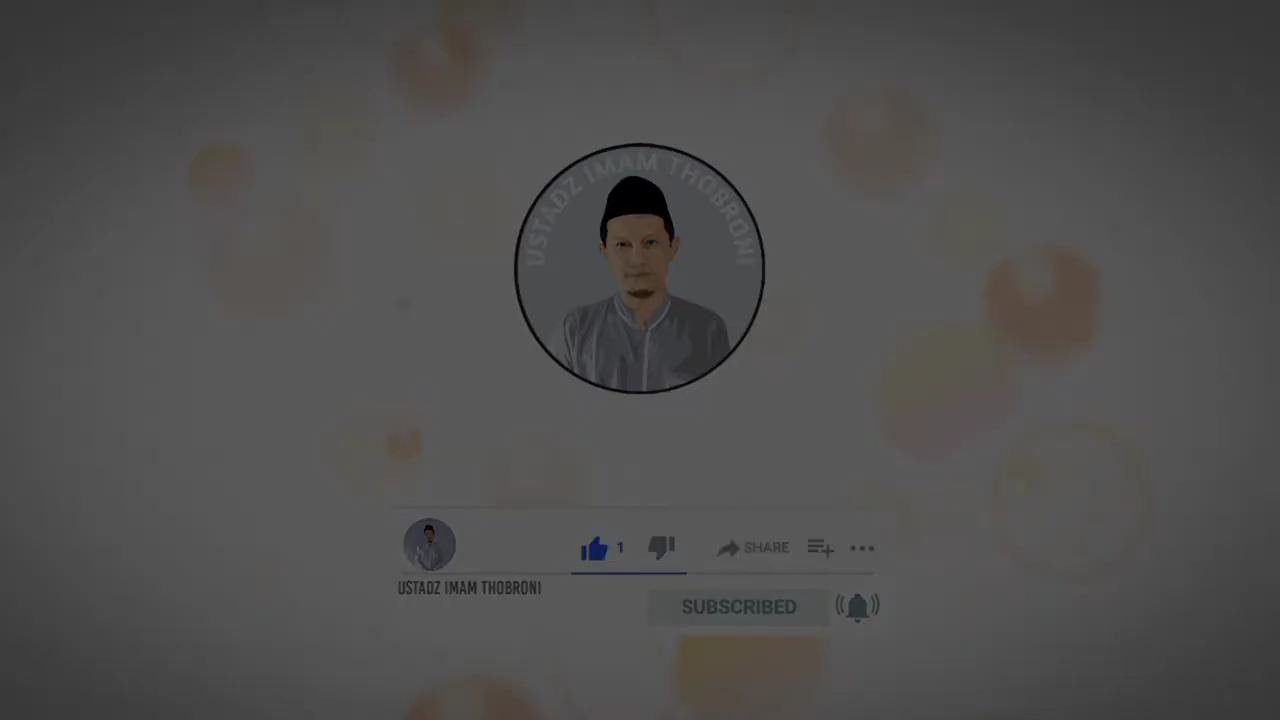 USTADZ IMAM THOBRONI
1
SHARE
USTADZ IMAM THOBRONI
SUBSCRIBED